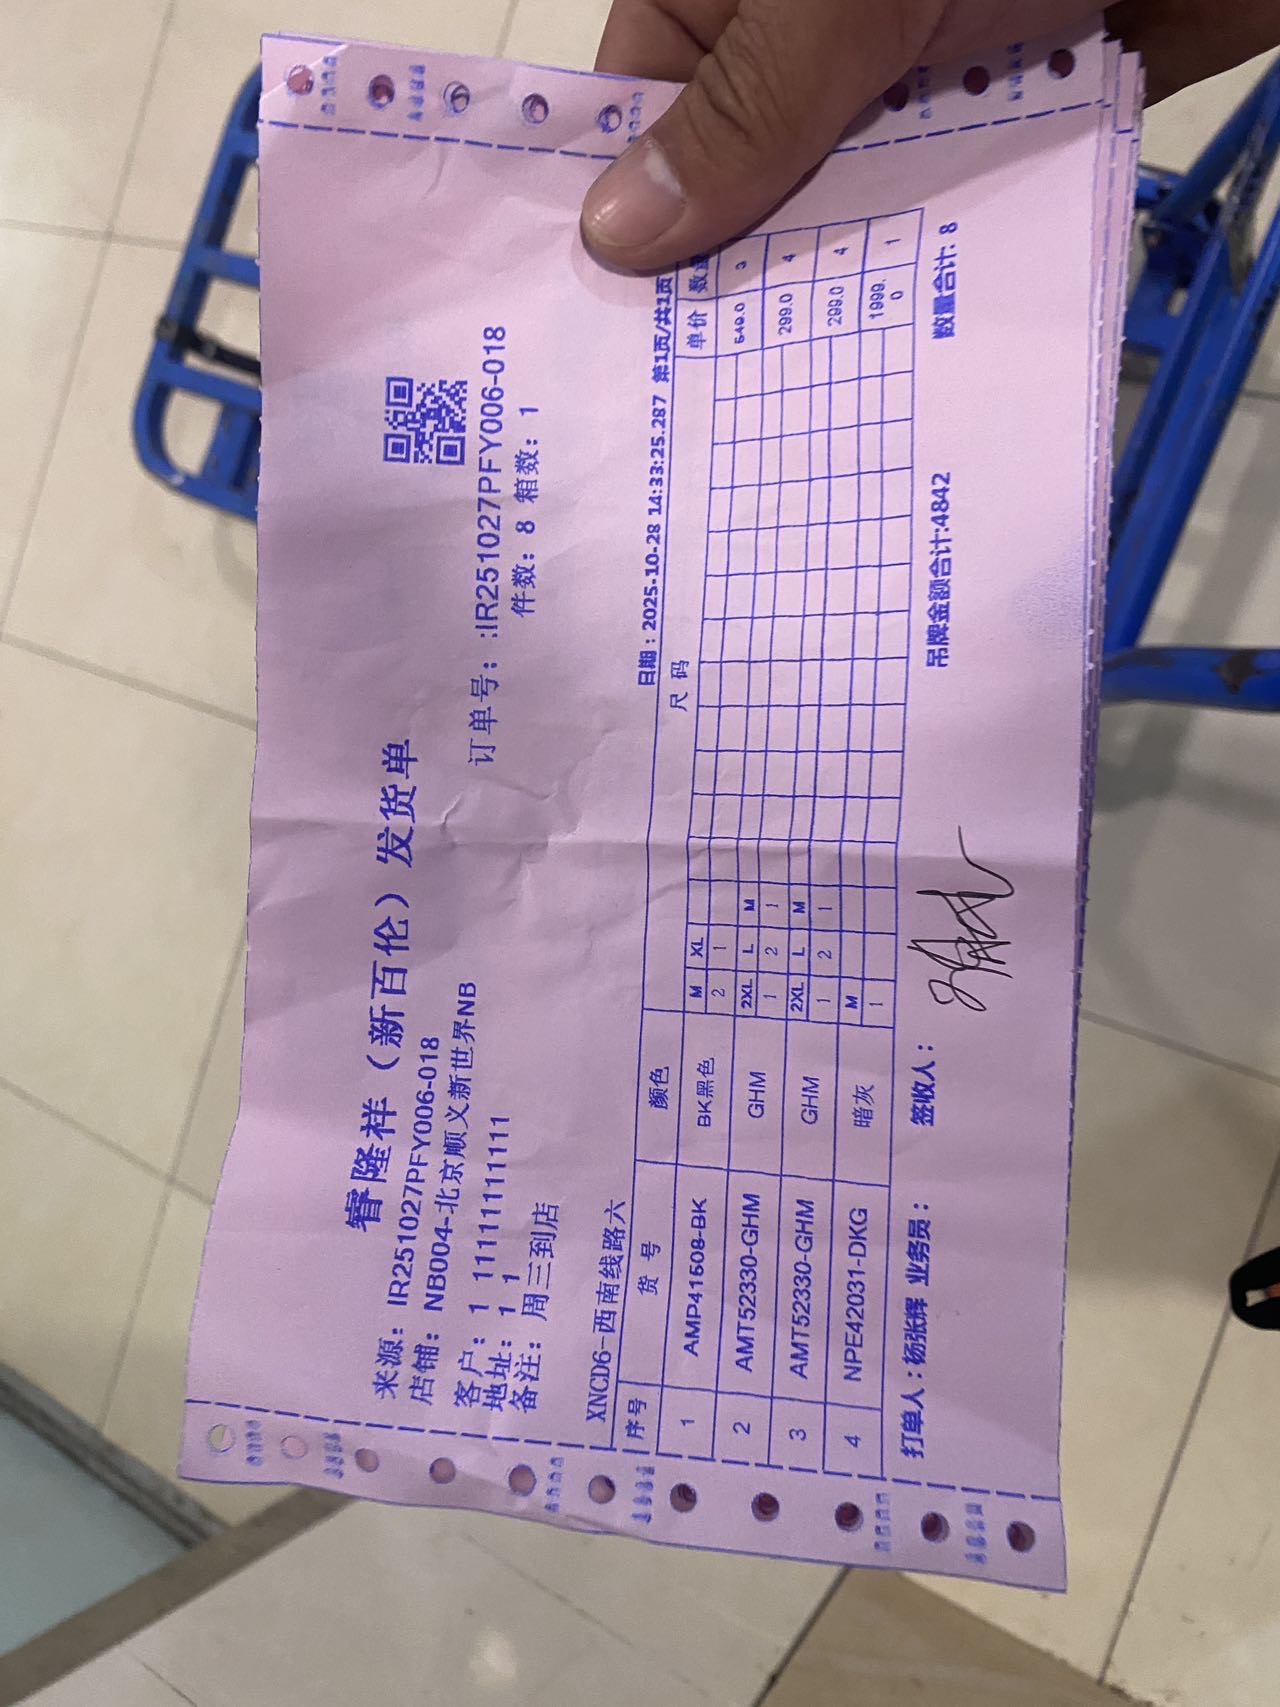 睿隆祥（新百伦）发货单
来源：IR251027PFY006-018
店铺：NB004-北京顺义新世界NB
订单号：:IR251027PFY006-018
客户：1 11111111111
件数：8 箱数：1
地址：1 1
备注：周三到店
XNCD6-西南线路六 日期：2025-10-28 14:33:25.287 第1页/共1页
序号 货 号 颜色 尺 码 单价 数
M XL
1 AMP41508-BK BK黑色 2 1 549.0 3
2XL L M
2 AMT52330-GHM GHM 1 2 1 299.0 4
2XL L M
3 AMT52330-GHM GHM 1 2 1 299.0 4
M
4 NPE42031-DKG 暗灰 1 1999.0 1
打单人：杨张辉 业务员： 签收人： 吊牌金额合计:4842 数量合计: 8